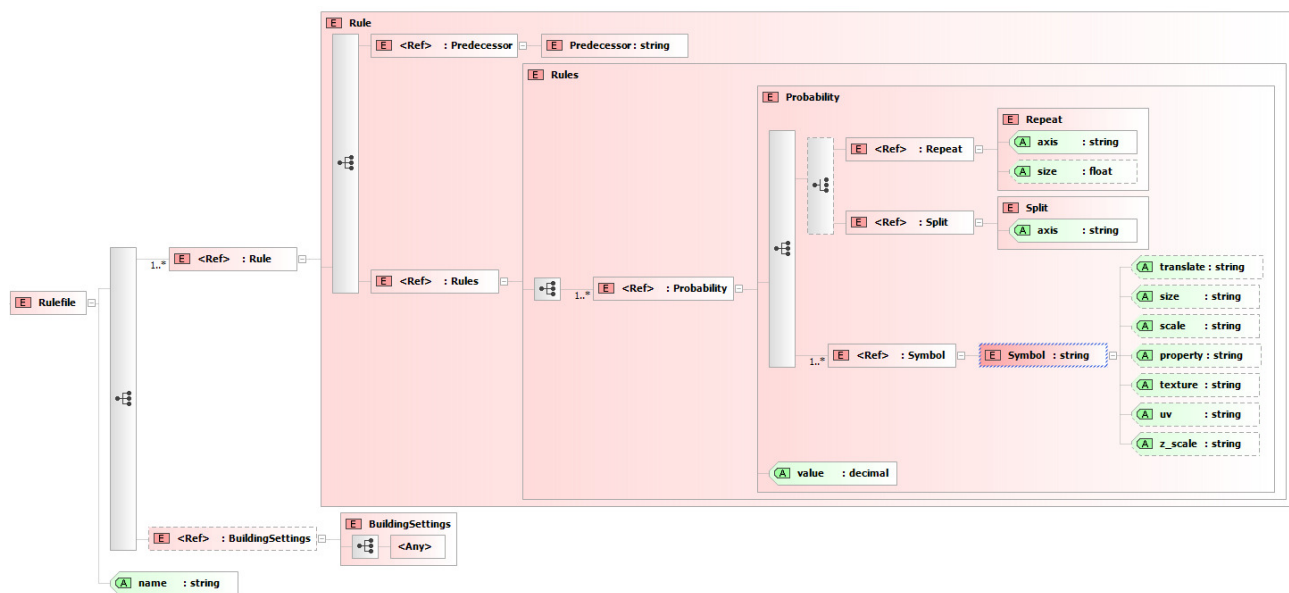 E Rule
E <Ref> : Predecessor
E Predecessor : string
E Rules
E Probability
E Repeat
A axis : string
A size : float
E <Ref> : Repeat
E Split
A axis : string
E <Ref> : Split
1..* E <Ref> : Rule
E <Ref> : Rules
1..* E <Ref> : Probability
E Rulefile
A translate : string
A size : string
A scale : string
1..* E <Ref> : Symbol
E Symbol : string
A property : string
A texture : string
A uv : string
A z_scale : string
A value : decimal
E <Ref> : BuildingSettings
E BuildingSettings
<Any>
A name : string